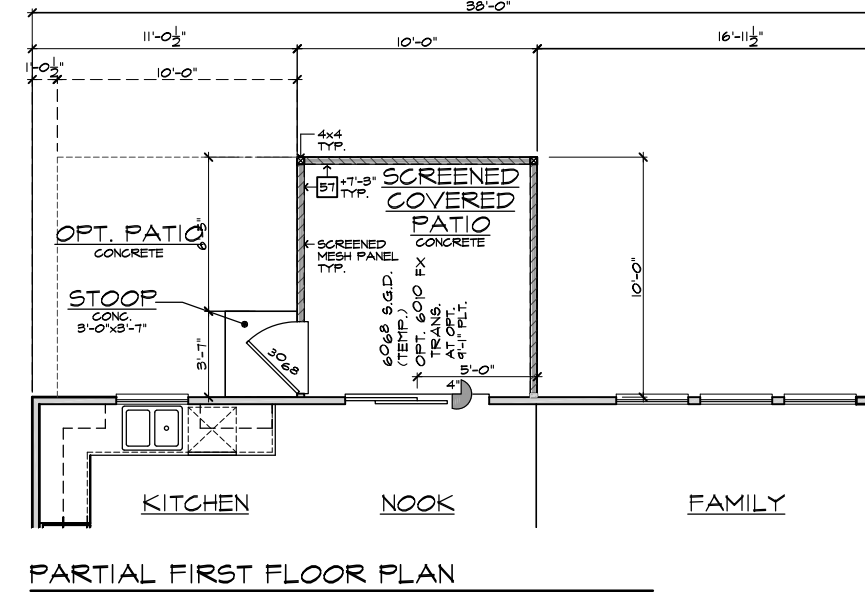 38'-0"
11'-0½"
10'-0"
16'-11½"
1'-0½"
10'-0"
4x4
TYP.
57
+7'-3"
TYP.
SCREENED
COVERED
PATIO
CONCRETE
OPT. PATIO
CONCRETE
6'-5"
SCREENED
MESH PANEL
TYP.
STOOP
CONC.
3'-0"x3'-7"
3'-7"
3068
6068 S.G.D.
(TEMP.)
OPT. 6010 FX
TRANS.
AT OPT.
9'-1" PLT.
10'-0"
5'-0"
4"
KITCHEN
NOOK
FAMILY
PARTIAL FIRST FLOOR PLAN